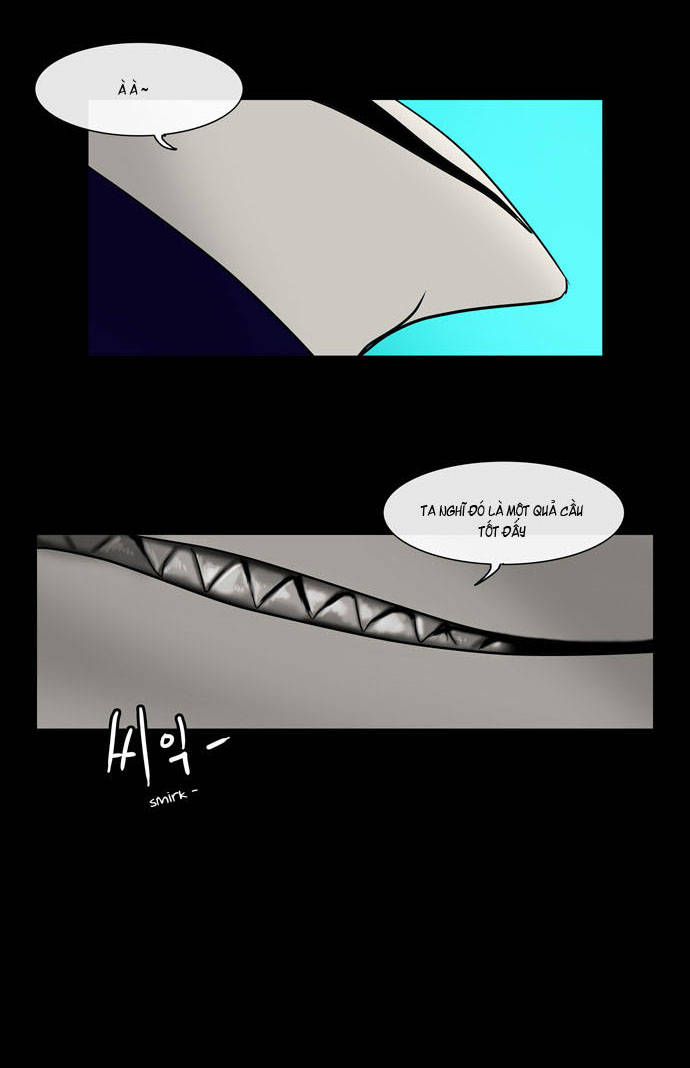 À À~
TA NGHĨ ĐÓ LÀ MỘT QUẢ CẦU
TỐT ĐẤY
씨익-
smirk-